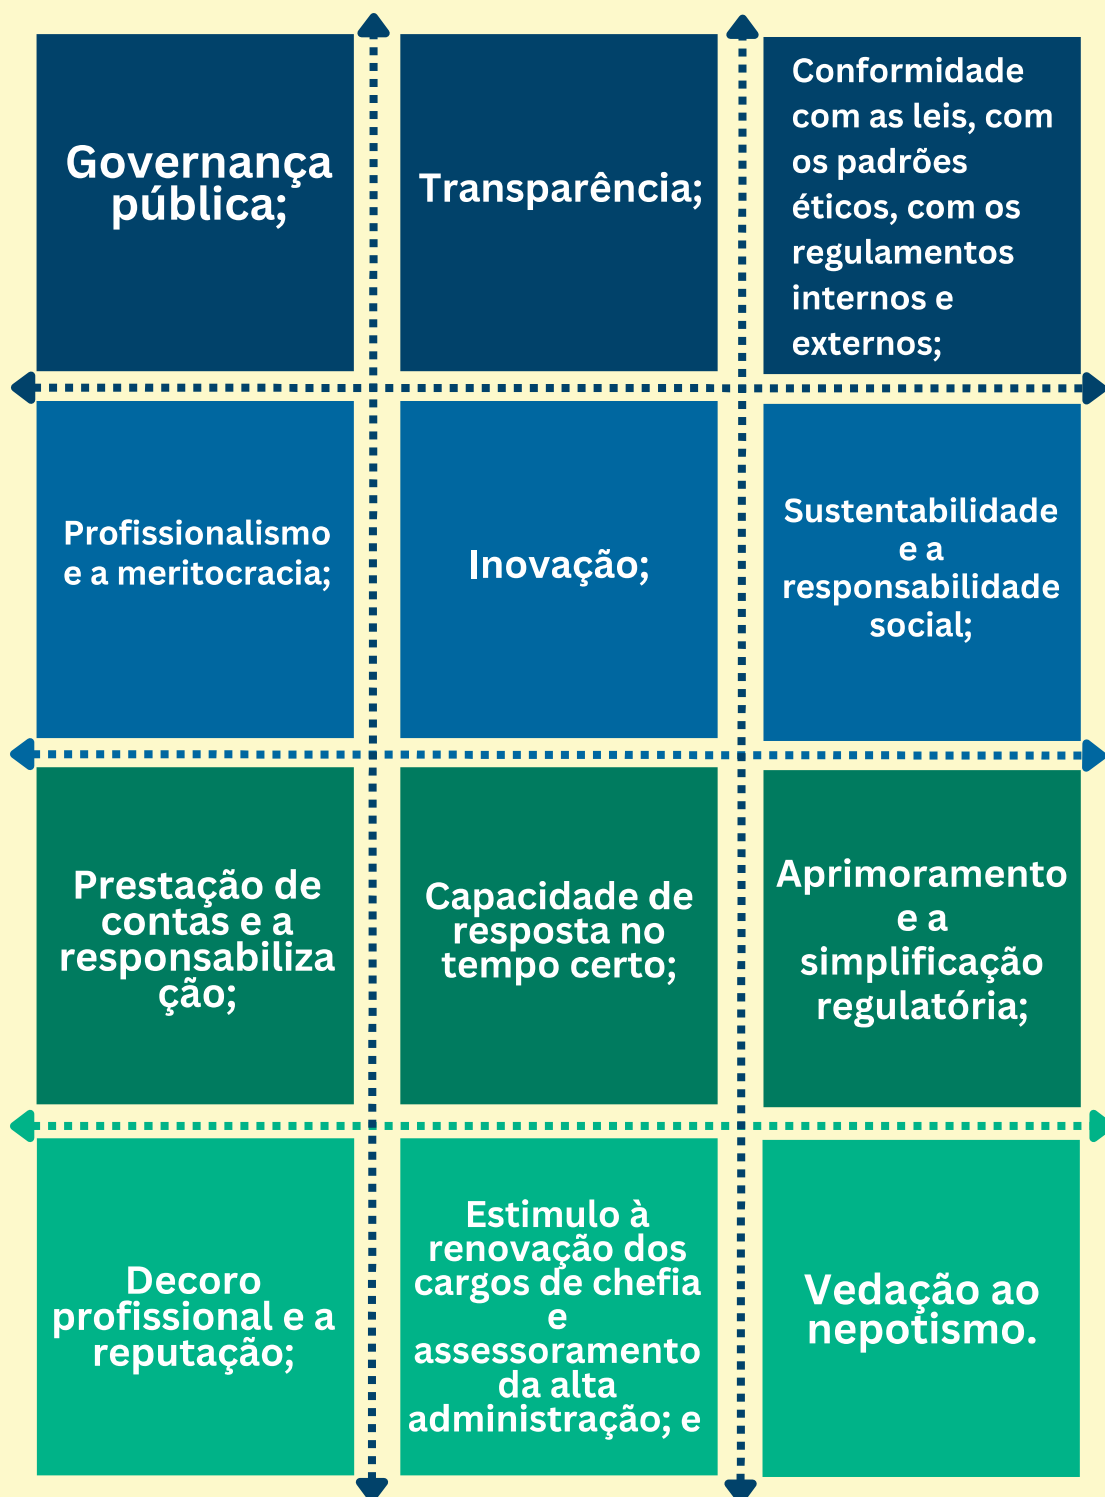 Governança
pública;
Transparência;
Conformidade
com as leis, com
os padrões
éticos, com os
regulamentos
internos e
externos;
Profissionalismo
e a meritocracia;
Inovação;
Sustentabilidade
e a
responsabilidade
social;
Prestação de
contas e a
responsabiliza
ção;
Capacidade de
resposta no
tempo certo;
Aprimoramento
e a
simplificação
regulatória;
Decoro
profissional e a
reputação;
Estimulo à
renovação dos
cargos de chefia
e
assessoramento
da alta
administração; e
Vedação ao
nepotismo.